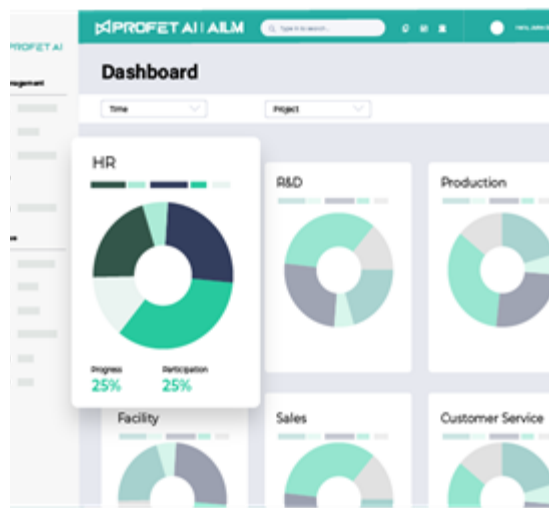 PROFET AI | AILM
Type it to search...
PROFET AI
Dashboard
Time
Project
HR
R&D
Production
Progress
Participation
25%
25%
Facility
Sales
Customer Service